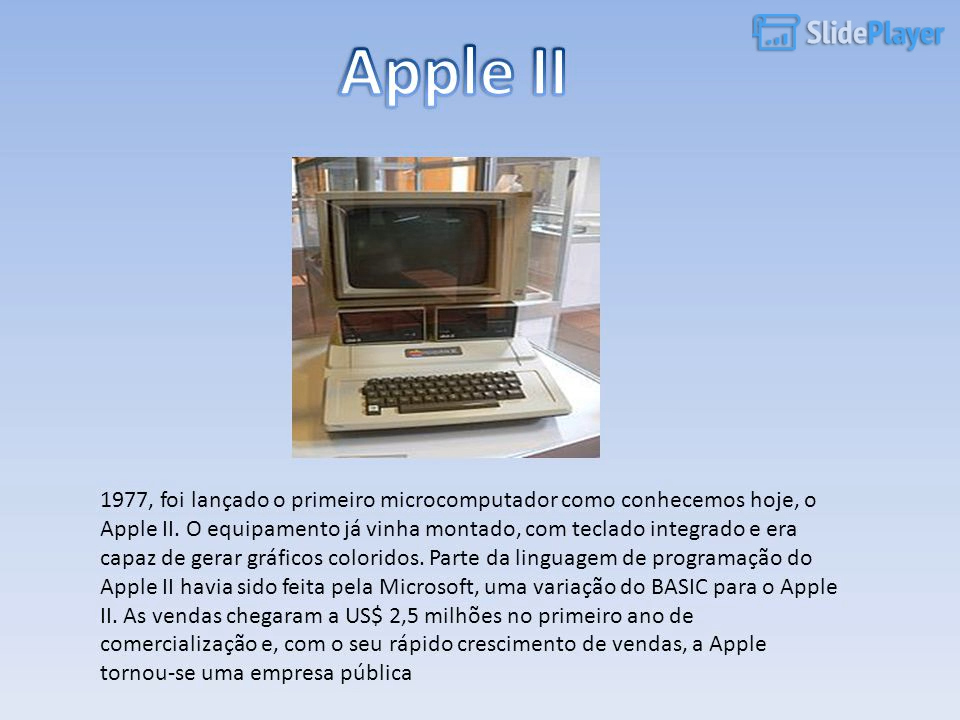 SlidePlayer
Apple II
1977, foi lançado o primeiro microcomputador como conhecemos hoje, o
Apple II. O equipamento já vinha montado, com teclado integrado e era
capaz de gerar gráficos coloridos. Parte da linguagem de programação do
Apple II havia sido feita pela Microsoft, uma variação do BASIC para o Apple
II. As vendas chegaram a US$ 2,5 milhões no primeiro ano de
comercialização e, com o seu rápido crescimento de vendas, a Apple
tornou-se uma empresa pública